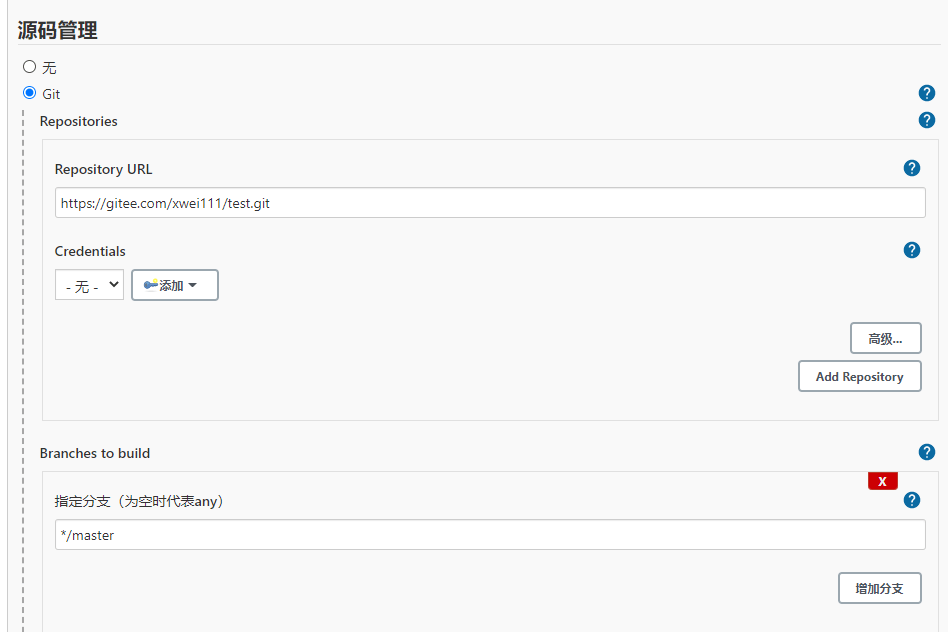 源码管理
无
Git
?
Repositories
?
Repository URL
?
https://gitee.com/xwei111/test.git
Credentials
?
- 无 -
添加
高级...
Add Repository
Branches to build
?
X
指定分支（为空时代表any）
?
*/master
增加分支